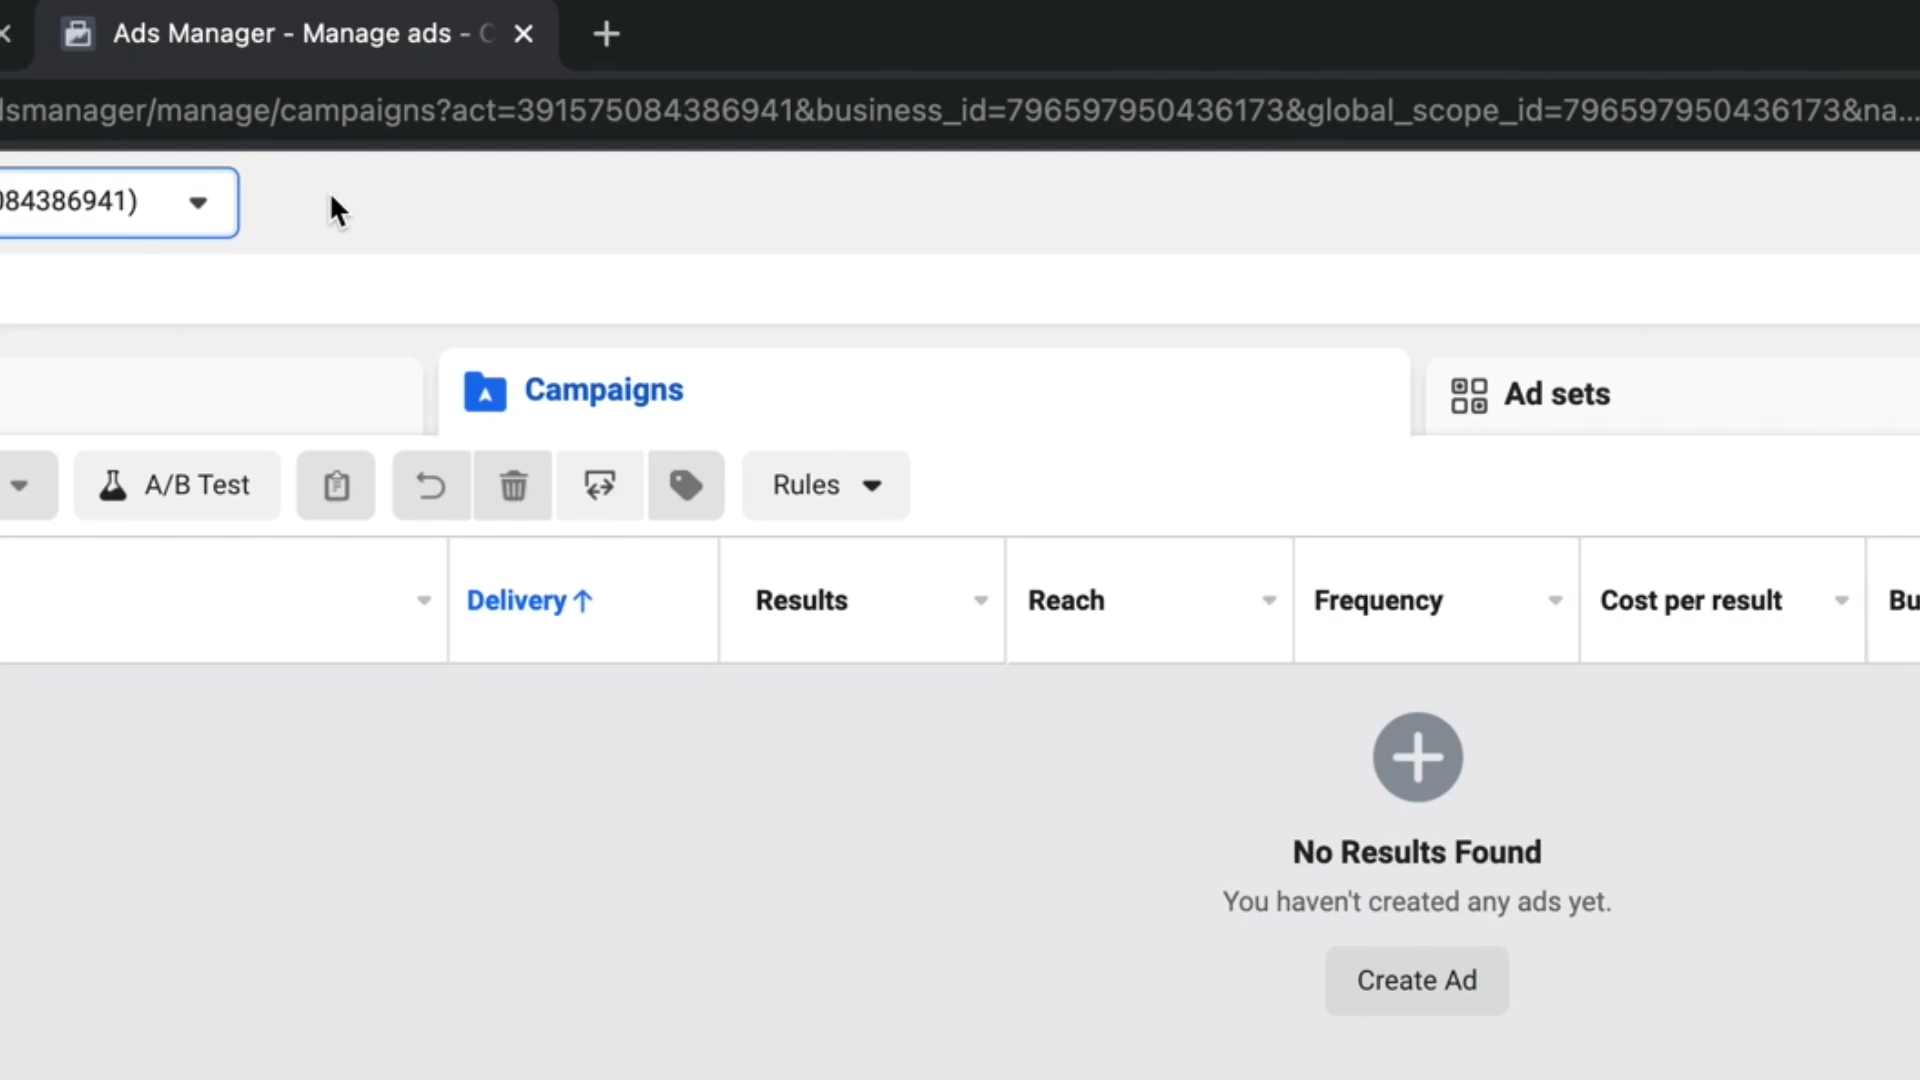 Ads Manager - Manage ads -
dsmanager/manage/campaigns?act=391575084386941&business_id=796597950436173&global_scope_id=796597950436173&na...
084386941)
Campaigns
Ad sets
A/B Test
Rules
Delivery↑
Results
Reach
Frequency
Cost per result
Bu
No Results Found
You haven't created any ads yet.
Create Ad